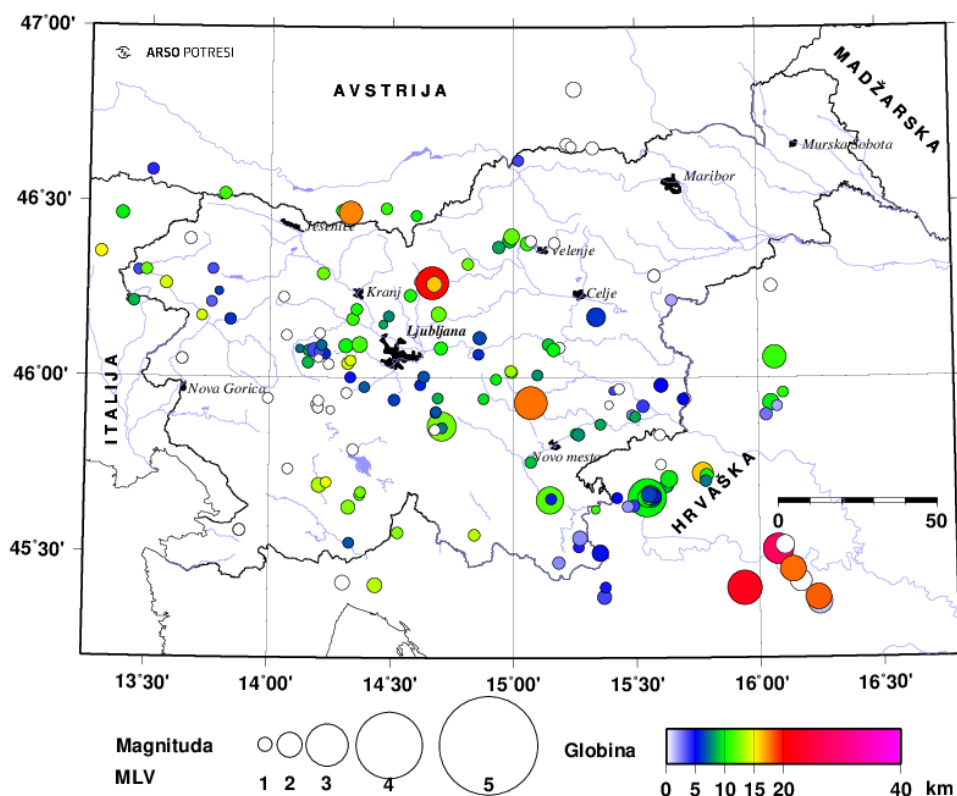 47°00'
46°30'
46°00'
45°30'
ARSO POTRESI
AVSTRIJA
MADŽARSKA
Murska Sobota
Maribor
Jesenice
Velenje
Kranj
Celje
Ljubljana
Nova Gorica
ITALIJA
Novo mesto
HRVAŠKA
0 50
13°30' 14°00' 14°30' 15°00' 15°30' 16°00' 16°30'
Magnituda
MLV
1 2 3 4 5
Globina
0 5 10 15 20 40 km